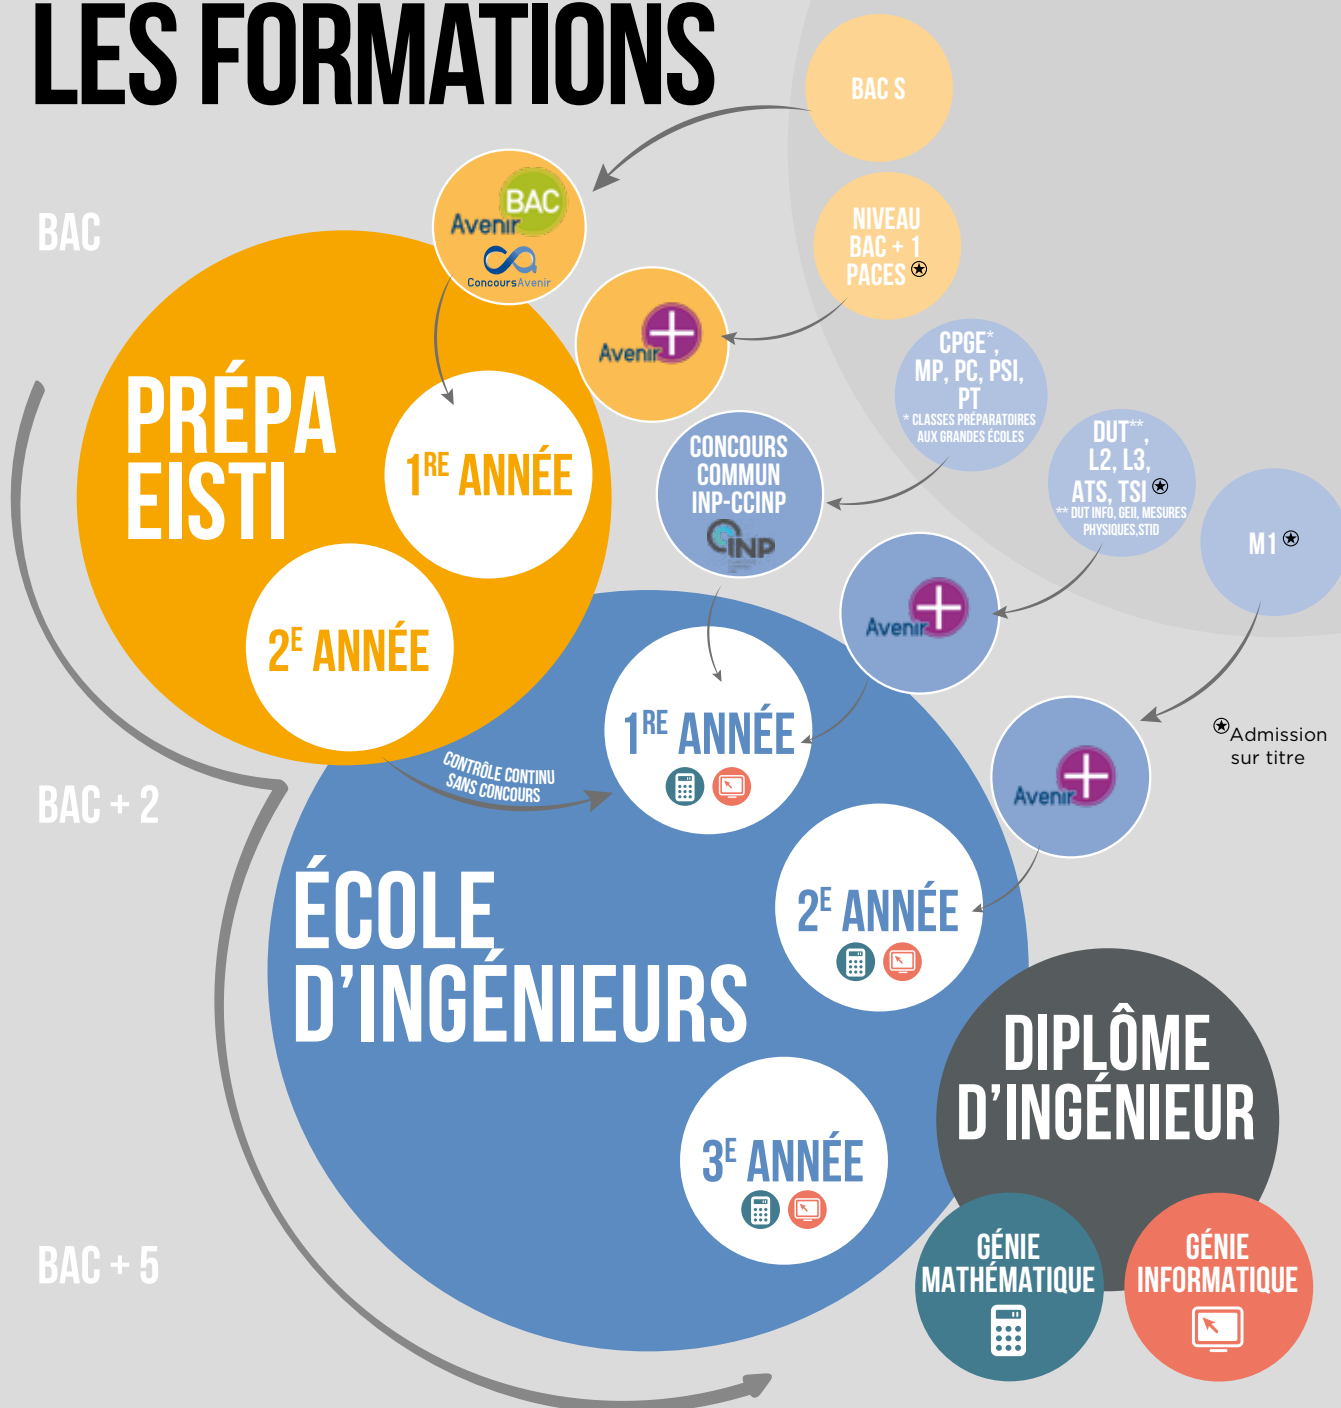 LES FORMATIONS
BAC S
BAC
Avenir
BAC
ConcoursAvenir
NIVEAU
BAC + 1
PACES
Avenir
CPGE*,
MP, PC, PSI,
PT
* CLASSES PRÉPARATOIRES
AUX GRANDES ÉCOLES
PRÉPA
EISTI
1RE ANNÉE
2E ANNÉE
CONCOURS
COMMUN
INP-CCINP
INP
DUT**,
L2, L3,
ATS, TSI
** DUT INFO, GEII, MESURES
PHYSIQUES,STID
M1
Avenir
Avenir
Admission
sur titre
BAC + 2
CONTRÔLE CONTINU
SANS CONCOURS
1RE ANNÉE
ÉCOLE
D'INGÉNIEURS
2E ANNÉE
3E ANNÉE
DIPLÔME
D'INGÉNIEUR
BAC + 5
GÉNIE
MATHÉMATIQUE
GÉNIE
INFORMATIQUE